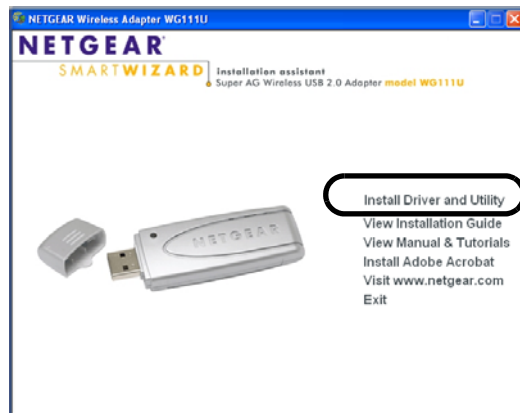 NETGEAR Wireless Adapter WG111U
NETGEAR
SMARTWIZARD
Installation assistant
Super AG Wireless USB 2.0 Adapter model WG111U
NETGEAR
Install Driver and Utility
View Installation Guide
View Manual & Tutorials
Install Adobe Acrobat
Visit www.netgear.com
Exit